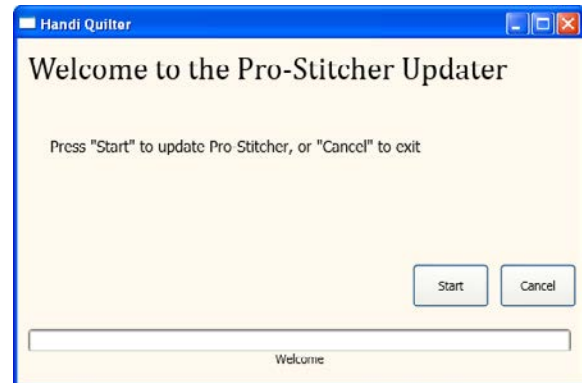 Handi Quilter
Welcome to the Pro-Stitcher Updater
Press "Start" to update Pro-Stitcher, or "Cancel" to exit
Start Cancel
Welcome